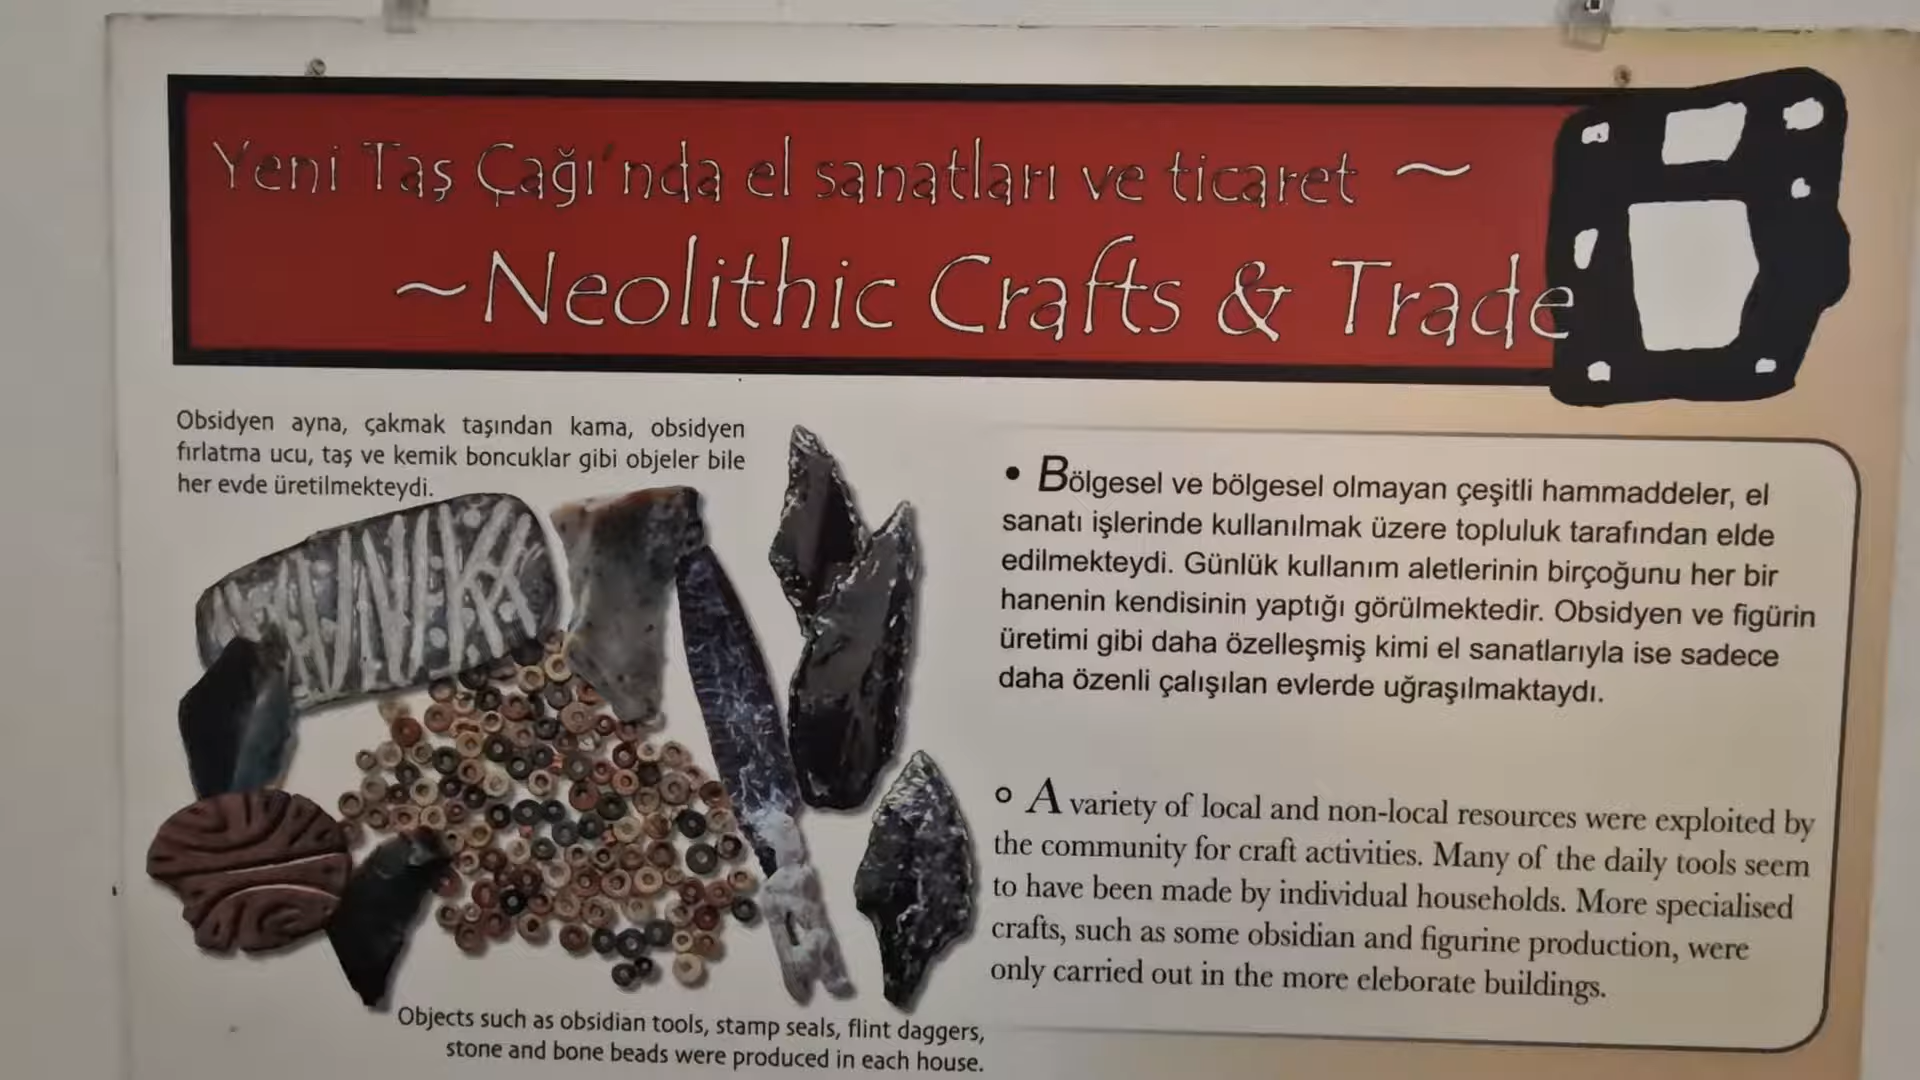 Yeni Taş Çağı'nda el sanatları ve ticaret ~
~Neolithic Crafts & Trade
Obsidyen ayna, çakmak taşından kama, obsidyen
fırlatma ucu, taş ve kemik boncuklar gibi objeler bile
her evde üretilmekteydi.
• Bölgesel ve bölgesel olmayan çeşitli hammaddeler, el
sanatı işlerinde kullanılmak üzere topluluk tarafından elde
edilmekteydi. Günlük kullanım aletlerinin birçoğunu her bir
hanenin kendisinin yaptığı görülmektedir. Obsidyen ve figürin
üretimi gibi daha özelleşmiş kimi el sanatlarıyla ise sadece
daha özenli çalışılan evlerde uğraşılmaktaydı.
○ A variety of local and non-local resources were exploited by
the community for craft activities. Many of the daily tools seem
to have been made by individual households. More specialised
crafts, such as some obsidian and figurine production, were
only carried out in the more eleborate buildings.
Objects such as obsidian tools, stamp seals, flint daggers,
stone and bone beads were produced in each house.